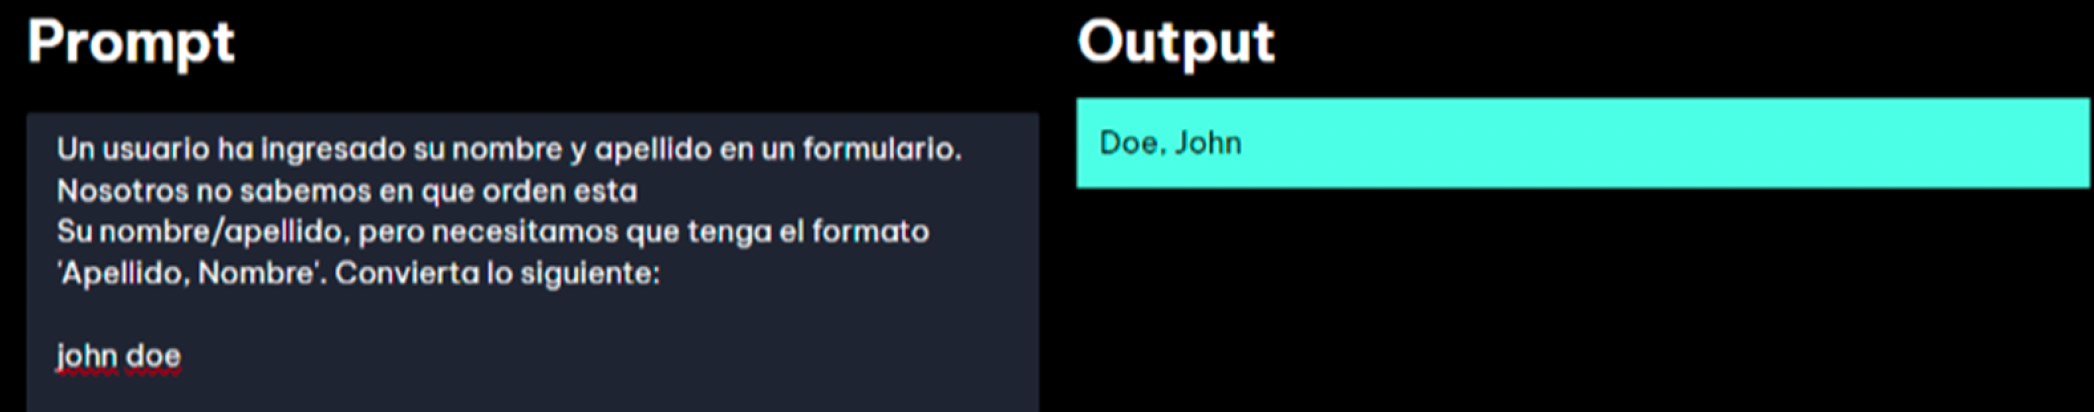 Prompt
Un usuario ha ingresado su nombre y apellido en un formulario.
Nosotros no sabemos en que orden esta
Su nombre/apellido, pero necesitamos que tenga el formato
'Apellido, Nombre'. Convierta lo siguiente:
john doe
Output
Doe, John